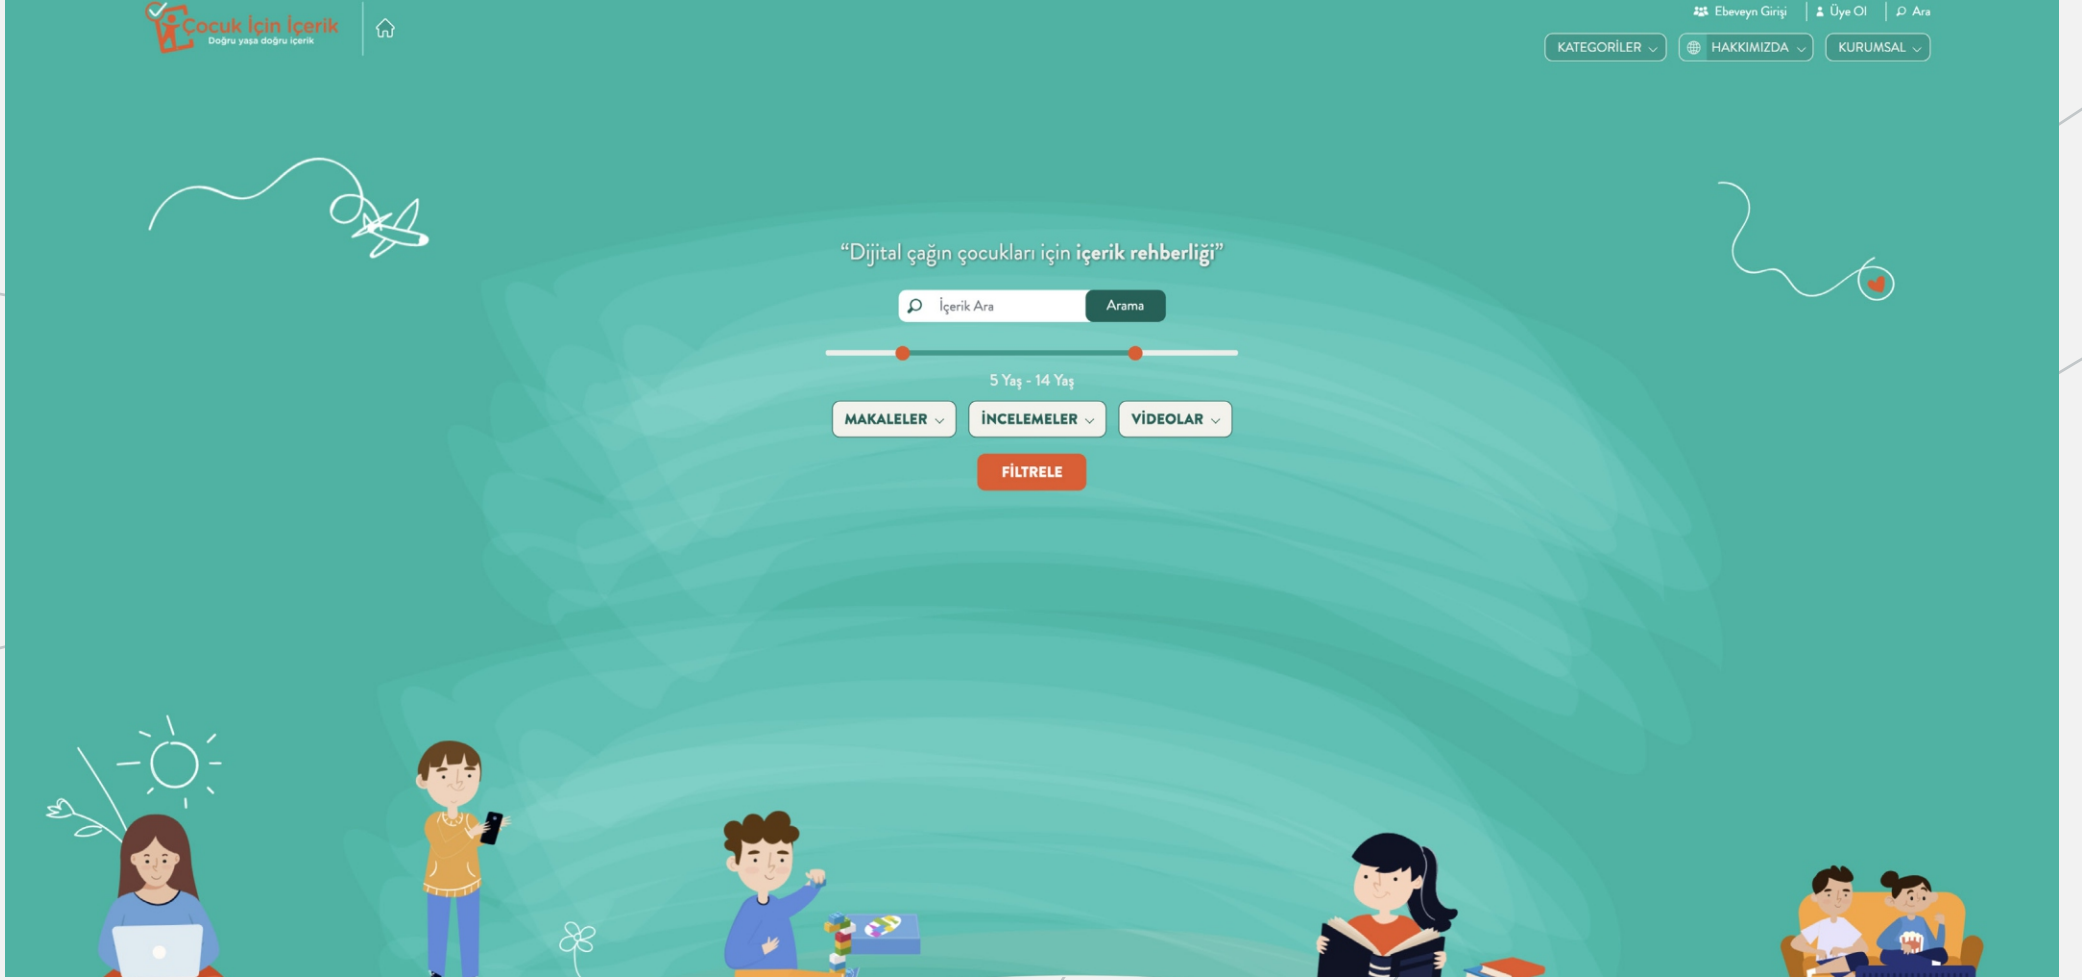 Çocuk İçin İçerik
Doğru yaşa doğru içerik
Ebeveyn Girişi
Üye Ol
Ara
KATEGORİLER
HAKKIMIZDA
KURUMSAL
“Dijital çağın çocukları için içerik rehberliği”
İçerik Ara
Arama
5 Yaş - 14 Yaş
MAKALELER
İNCELEMELER
VİDEOLAR
FİLTRELE